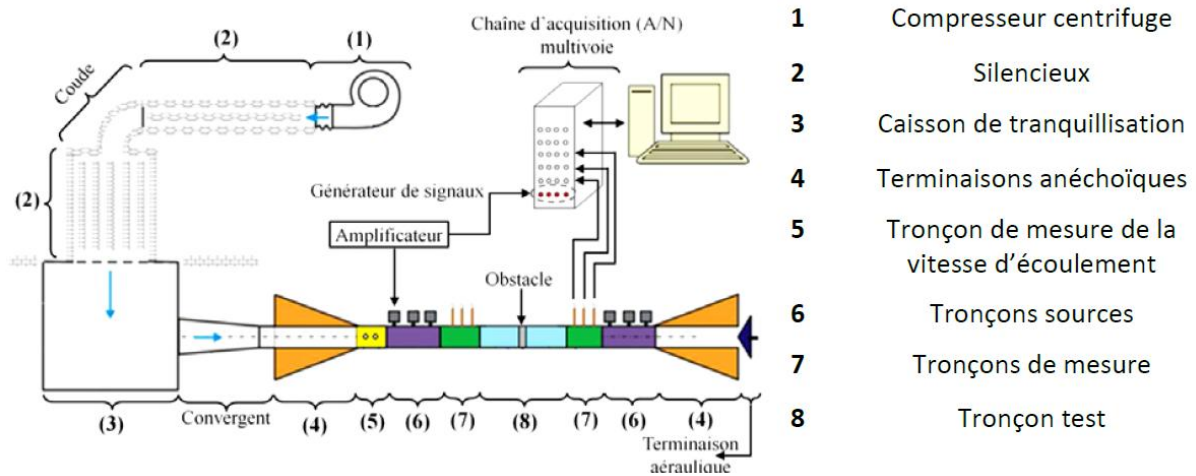 Chaîne d'acquisition (A/N)
multivoie
(2)
(1)
Coude
(2)
Générateur de signaux
Amplificateur
Obstacle
(3)
Convergent
(4)
(5)
(6)
(7)
(8)
(7)
(6)
(4)
Terminaison
aéraulique
1 Compresseur centrifuge
2 Silencieux
3 Caisson de tranquillisation
4 Terminaisons anéchoïques
5 Tronçon de mesure de la
vitesse d'écoulement
6 Tronçons sources
7 Tronçons de mesure
8 Tronçon test